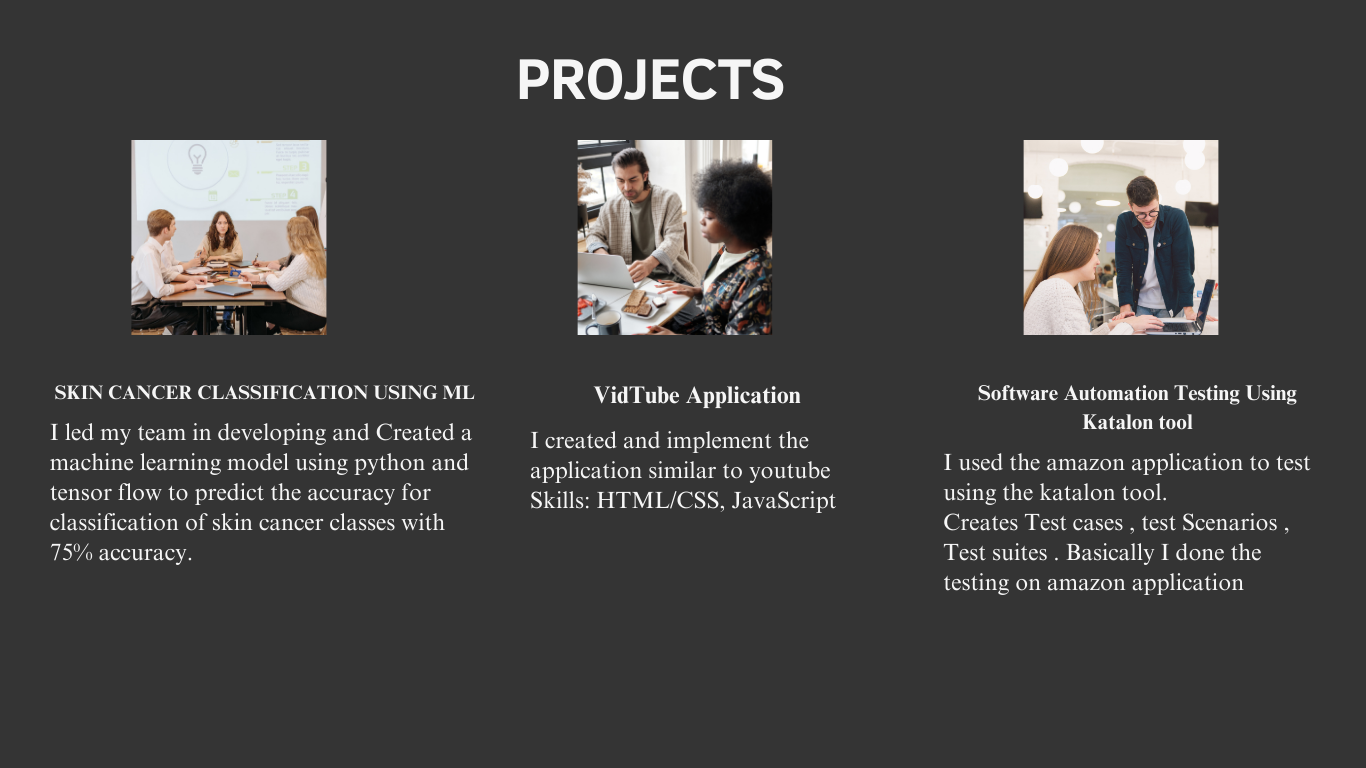 PROJECTS
SKIN CANCER CLASSIFICATION USING ML
I led my team in developing and Created a
machine learning model using python and
tensor flow to predict the accuracy for
classification of skin cancer classes with
75% accuracy.
VidTube Application
I created and implement the
application similar to youtube
Skills: HTML/CSS, JavaScript
Software Automation Testing Using
Katalon tool
I used the amazon application to test
using the katalon tool.
Creates Test cases , test Scenarios ,
Test suites . Basically I done the
testing on amazon application